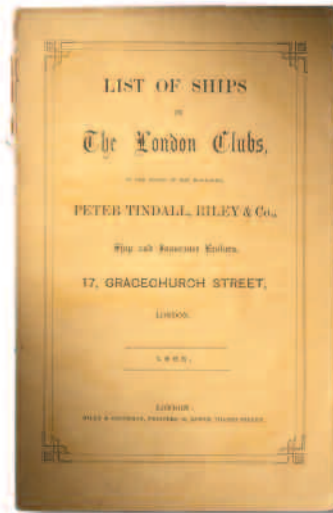 LIST OF SHIPS
IN
The London Clubs,
PETER TINDALL, RILEY & Co.,
Ship and Insurance Brokers,
17, GRACECHURCH STREET,
LONDON.
LONDON: